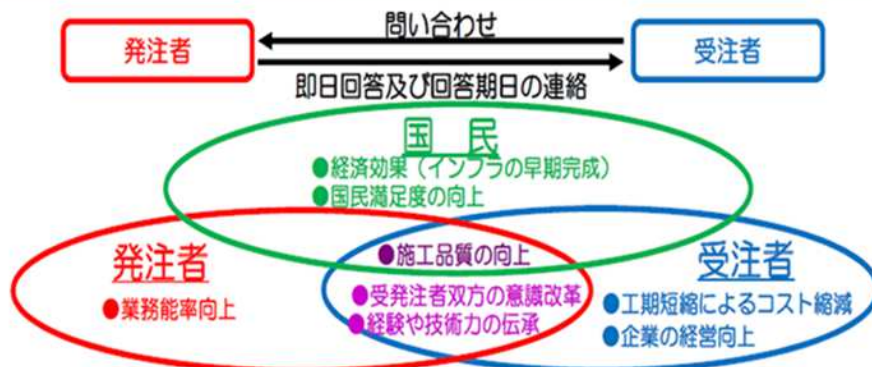 問い合わせ
発注者
受注者
即日回答及び回答期日の連絡
国 民
●経済効果（インフラの早期完成）
●国民満足度の向上
発注者
●業務能率向上
●施工品質の向上
●受発注者双方の意識改革
●経験や技術力の伝承
受注者
●工期短縮によるコスト縮減
●企業の経営向上